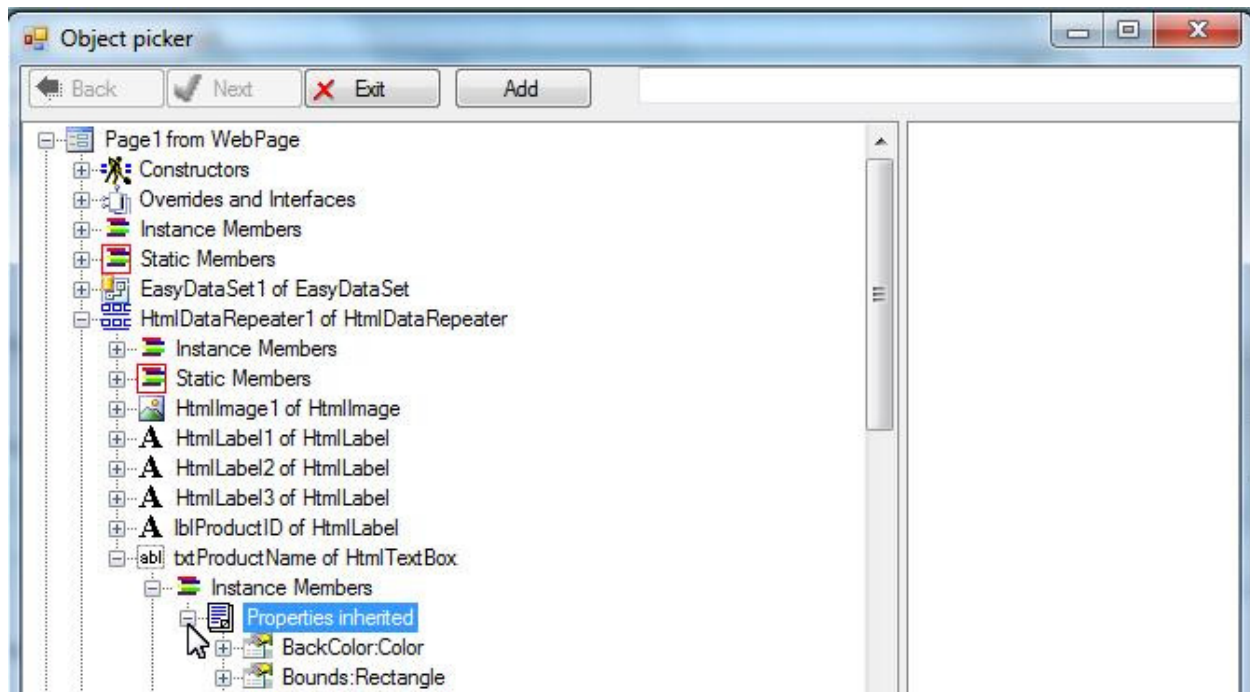 Object picker
Back Next Exit Add
Page1 from WebPage
Constructors
Overrides and Interfaces
Instance Members
Static Members
EasyDataSet1 of EasyDataSet
HtmlDataRepeater1 of HtmlDataRepeater
Instance Members
Static Members
HtmlImage1 of HtmlImage
A HtmlLabel1 of HtmlLabel
A HtmlLabel2 of HtmlLabel
A HtmlLabel3 of HtmlLabel
A lblProductID of HtmlLabel
abl txtProductName of HtmlTextBox
Instance Members
Properties inherited
BackColor:Color
Bounds:Rectangle